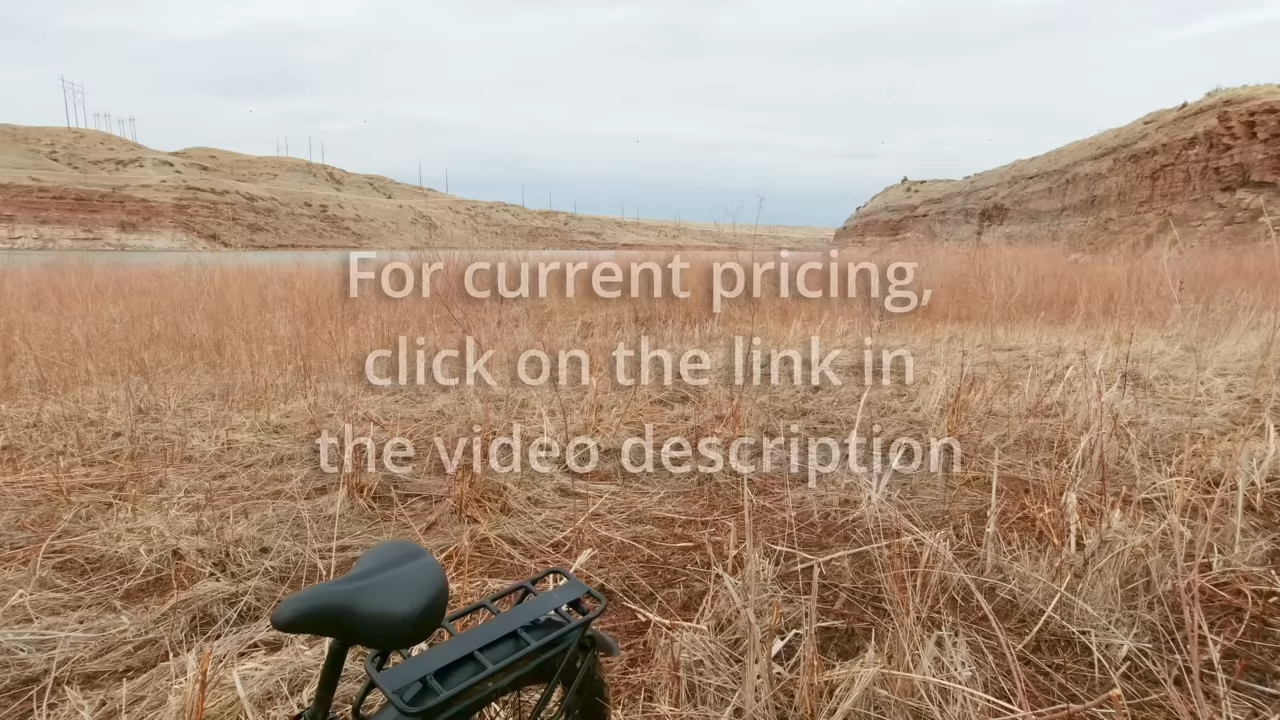 For current pricing,
click on the link in
the video description